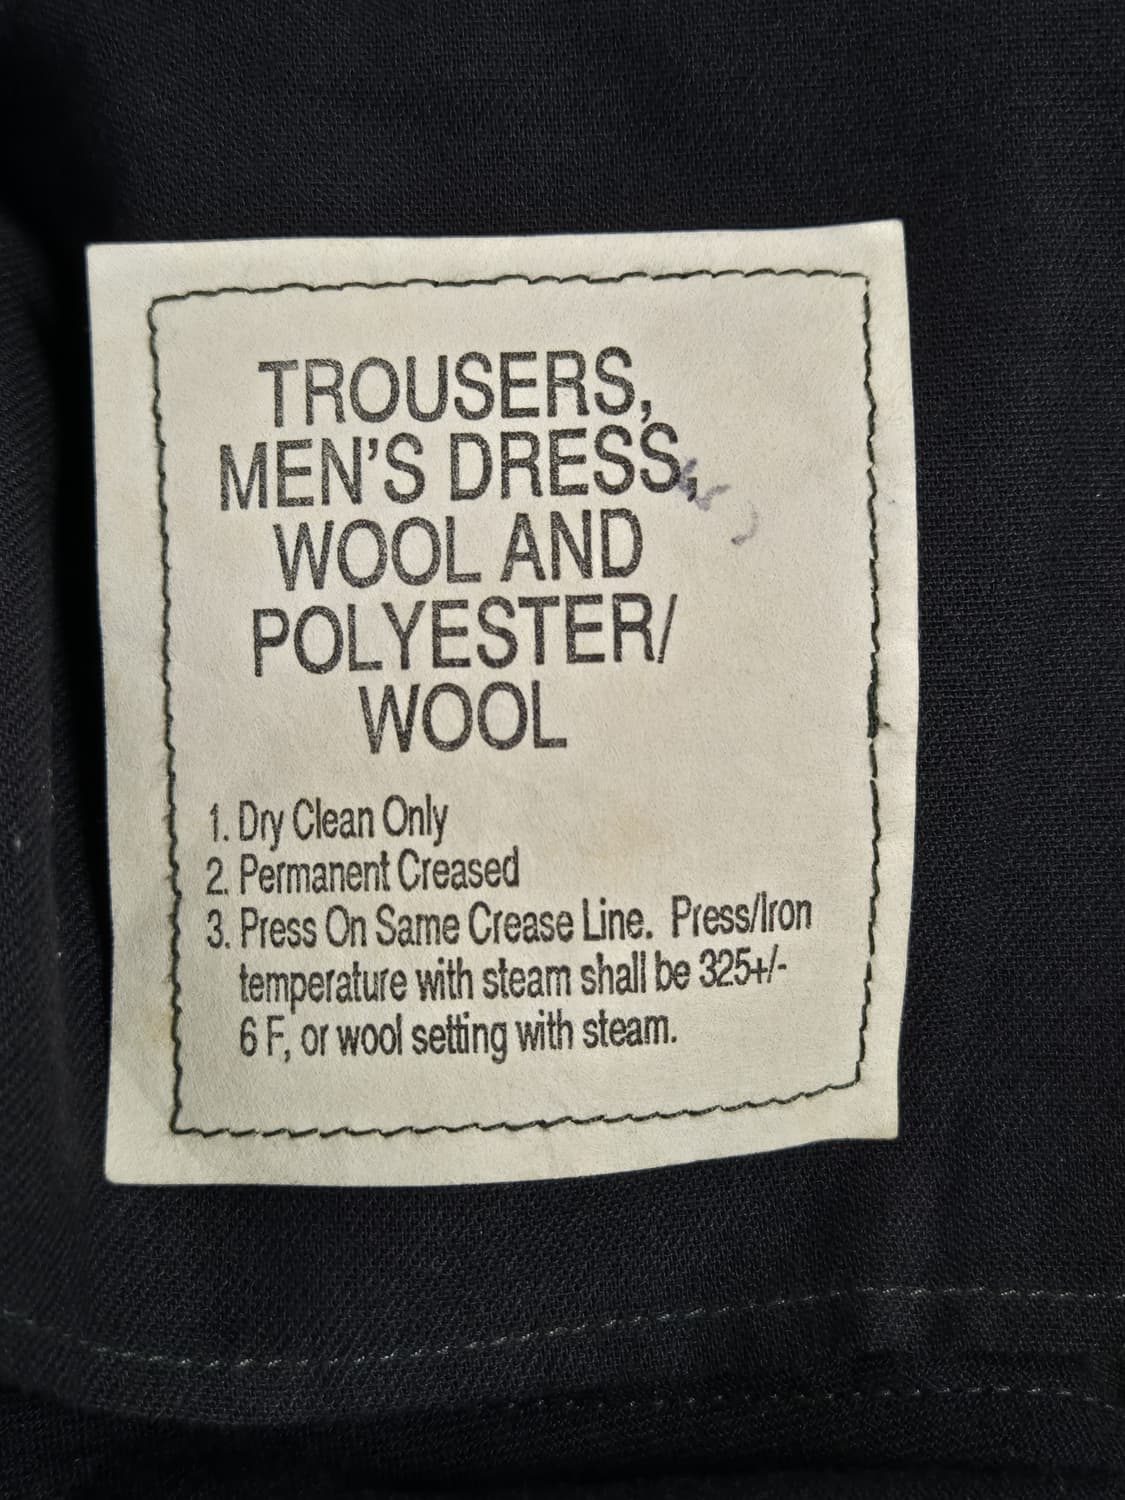 TROUSERS,
MEN'S DRESS,
WOOL AND
POLYESTER/
WOOL
1. Dry Clean Only
2. Permanent Creased
3. Press On Same Crease Line. Press/Iron
temperature with steam shall be 325+/-
6 F, or wool setting with steam.